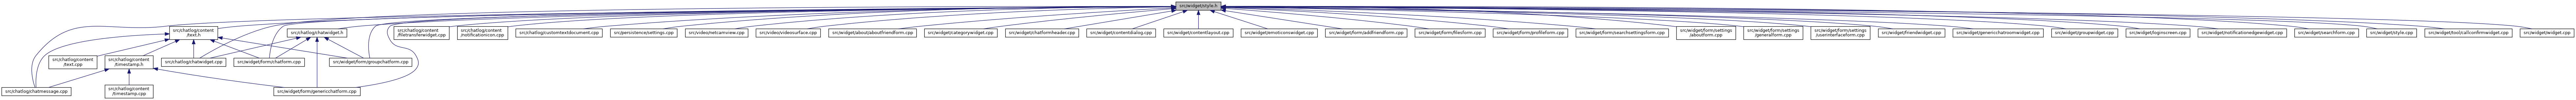 src/widget/style.h
src/chatlog/content
/text.h
src/chatlog/chatwidget.h
src/chatlog/content
/filetransferwidget.cpp
src/chatlog/content
/notificationicon.cpp
src/chatlog/customtextdocument.cpp
src/persistence/settings.cpp
src/video/netcamview.cpp
src/video/videosurface.cpp
src/widget/about/aboutfriendform.cpp
src/widget/categorywidget.cpp
src/widget/chatformheader.cpp
src/widget/contentdialog.cpp
src/widget/contentlayout.cpp
src/widget/emoticonswidget.cpp
src/widget/form/addfriendform.cpp
src/widget/form/filesform.cpp
src/widget/form/profileform.cpp
src/widget/form/searchsettingsform.cpp
src/widget/form/settings
/aboutform.cpp
src/widget/form/settings
/generalform.cpp
src/widget/form/settings
/userinterfaceform.cpp
src/widget/friendwidget.cpp
src/widget/genericchatroomwidget.cpp
src/widget/groupwidget.cpp
src/widget/loginscreen.cpp
src/widget/notificationedgewidget.cpp
src/widget/searchform.cpp
src/widget/style.cpp
src/widget/tool/callconfirmwidget.cpp
src/widget/widget.cpp
src/chatlog/content
/text.cpp
src/chatlog/content
/timestamp.h
src/chatlog/chatwidget.cpp
src/widget/form/chatform.cpp
src/widget/form/groupchatform.cpp
src/chatlog/chatmessage.cpp
src/chatlog/content
/timestamp.cpp
src/widget/form/genericchatform.cpp